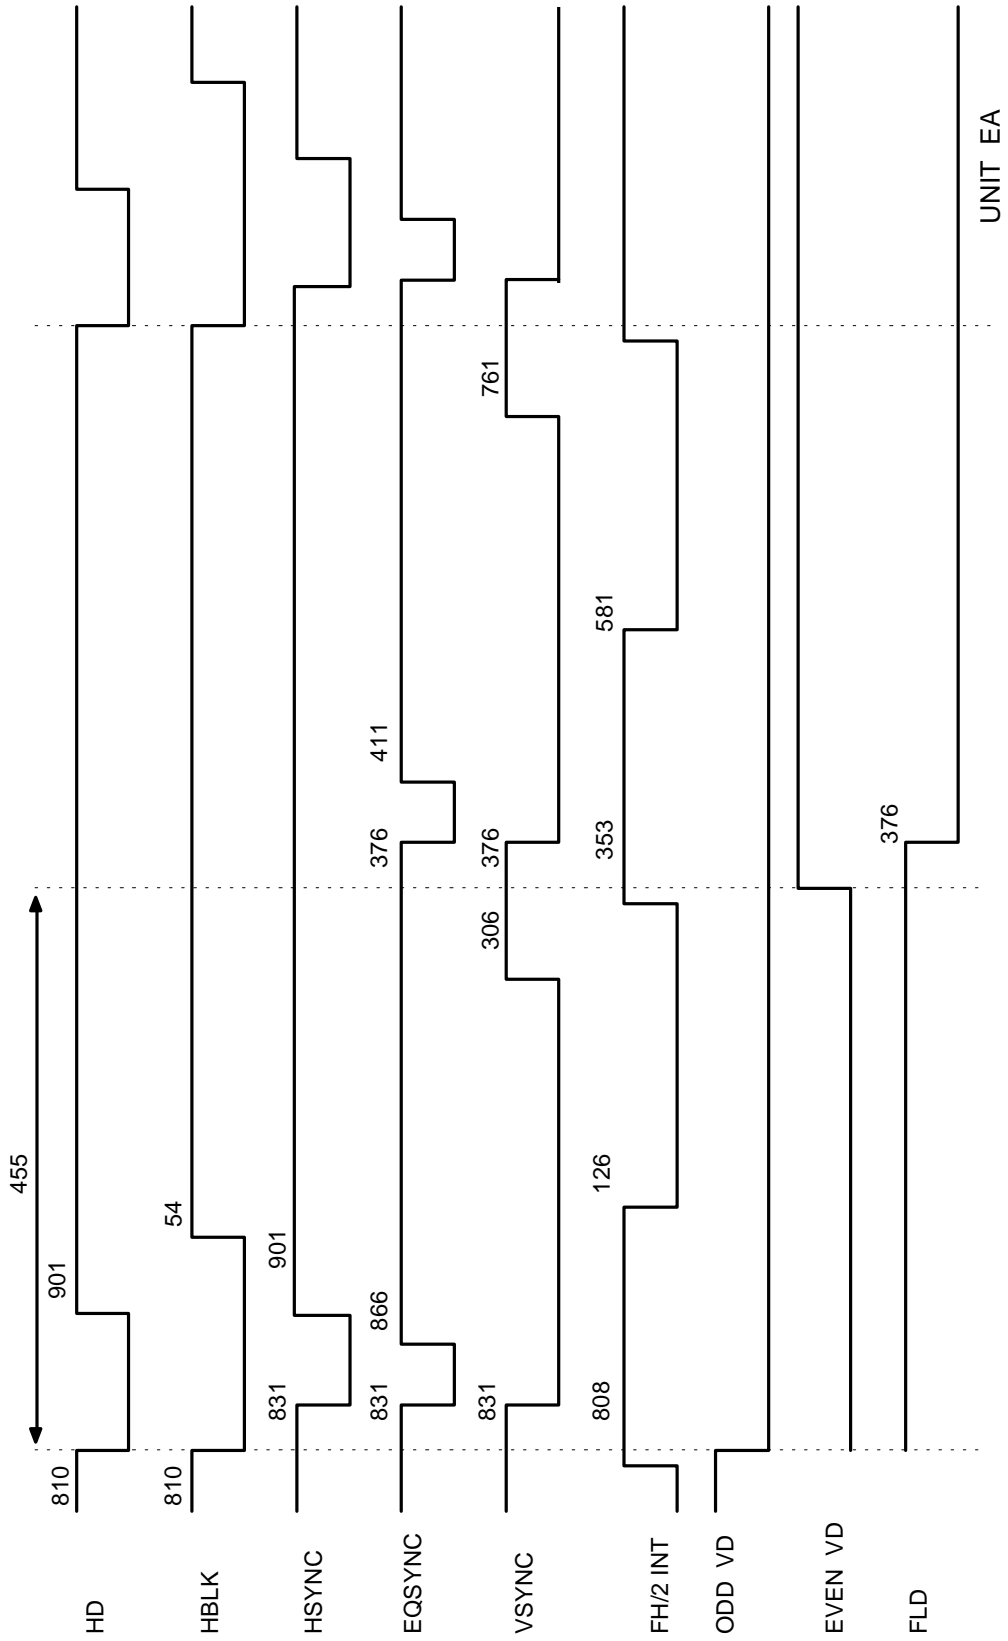 455
HD
810
901
HBLK
810
54
HSYNC
831
901
EQSYNC
831
866
376
411
VSYNC
831
306
376
761
FH/2 INT
808
126
353
581
ODD VD
EVEN VD
FLD
376
UNIT EA